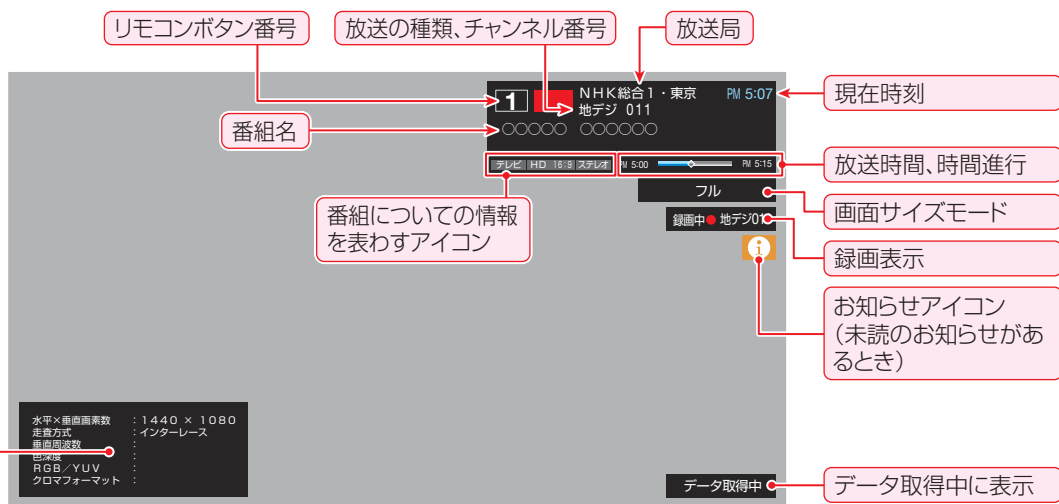 リモコンボタン番号
放送の種類、チャンネル番号
放送局
1
NHK総合1・東京
PM 5:07
現在時刻
地デジ 011
番組名
○○○○○ ○○○○○○
テレビ HD 16:9 ステレオ
PM 5:00
PM 5:15
放送時間、時間進行
フル
画面サイズモード
番組についての情報
を表わすアイコン
録画中●地デジ01
録画表示
i
お知らせアイコン
（未読のお知らせがあ
るとき）
水平×垂直画素数 ：1440 × 1080
走査方式 ：インターレース
垂直周波数 ：
色深度 ：
RGB／YUV ：
クロマフォーマット ：
データ取得中
データ取得中に表示